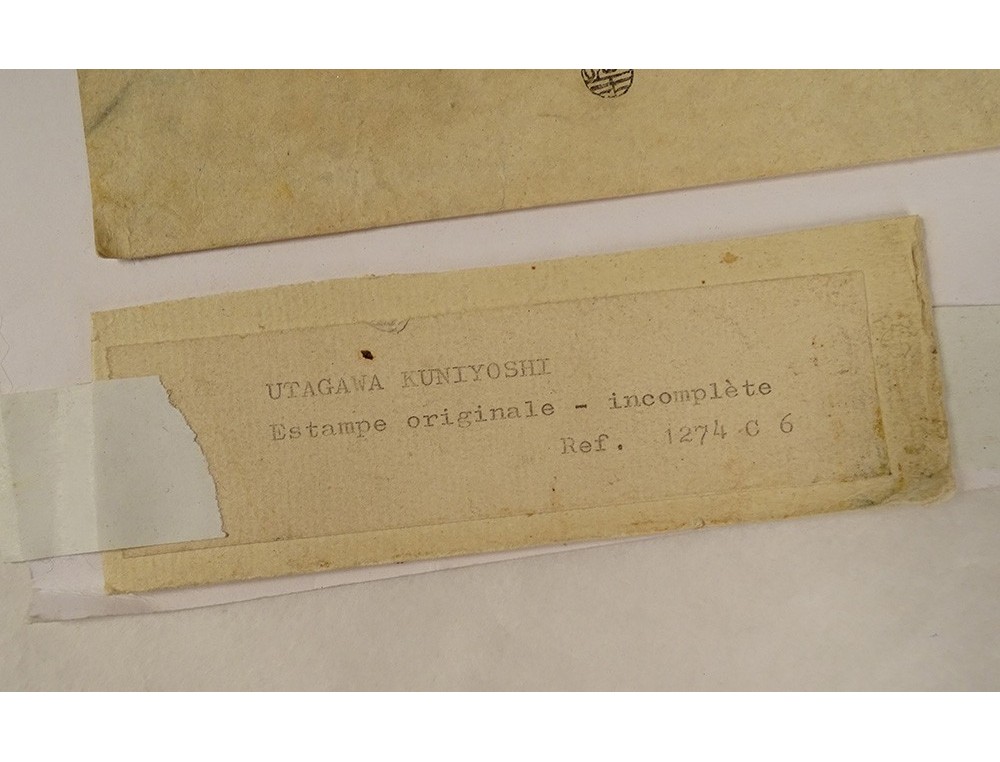 UTAGAWA KUNIYOSHI
Estampe originale - incomplète
Ref. 1274 C 6